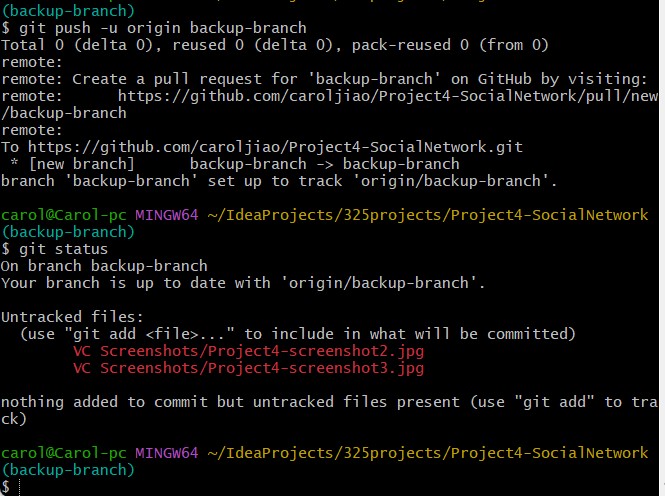 (backup-branch)
$ git push -u origin backup-branch
Total 0 (delta 0), reused 0 (delta 0), pack-reused 0 (from 0)
remote:
remote: Create a pull request for 'backup-branch' on GitHub by visiting:
remote:      https://github.com/caroljiao/Project4-SocialNetwork/pull/new
/backup-branch
remote:
To https://github.com/caroljiao/Project4-SocialNetwork.git
 * [new branch]      backup-branch -> backup-branch
branch 'backup-branch' set up to track 'origin/backup-branch'.

carol@Carol-pc MINGW64 ~/IdeaProjects/325projects/Project4-SocialNetwork
(backup-branch)
$ git status
On branch backup-branch
Your branch is up to date with 'origin/backup-branch'.

Untracked files:
  (use "git add <file>..." to include in what will be committed)
        VC Screenshots/Project4-screenshot2.jpg
        VC Screenshots/Project4-screenshot3.jpg

nothing added to commit but untracked files present (use "git add" to tra
ck)

carol@Carol-pc MINGW64 ~/IdeaProjects/325projects/Project4-SocialNetwork
(backup-branch)
$